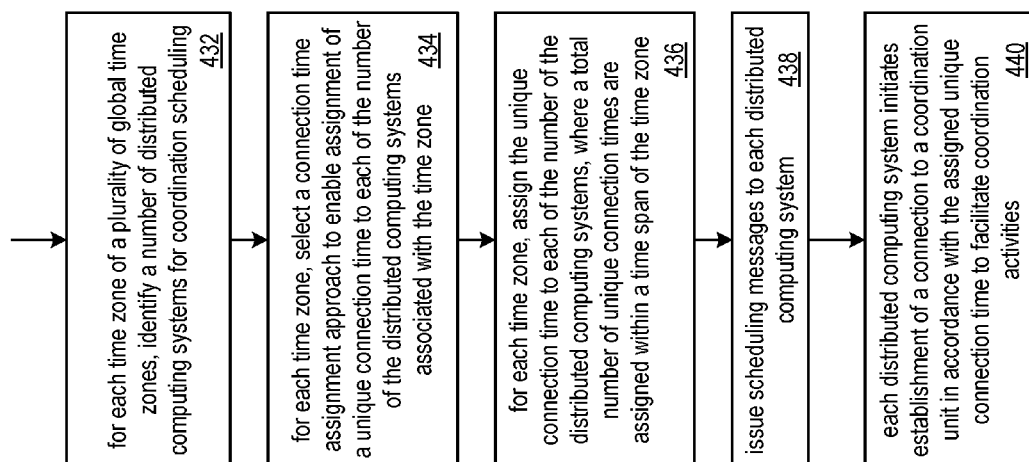 for each time zone of a plurality of global time
zones, identify a number of distributed
computing systems for coordination scheduling
432
for each time zone, select a connection time
assignment approach to enable assignment of
a unique connection time to each of the number
of the distributed computing systems
associated with the time zone
434
for each time zone, assign the unique
connection time to each of the number of the
distributed computing systems, where a total
number of unique connection times are
assigned within a time span of the time zone
436
issue scheduling messages to each distributed
computing system
438
each distributed computing system initiates
establishment of a connection to a coordination
unit in accordance with the assigned unique
connection time to facilitate coordination
activities
440